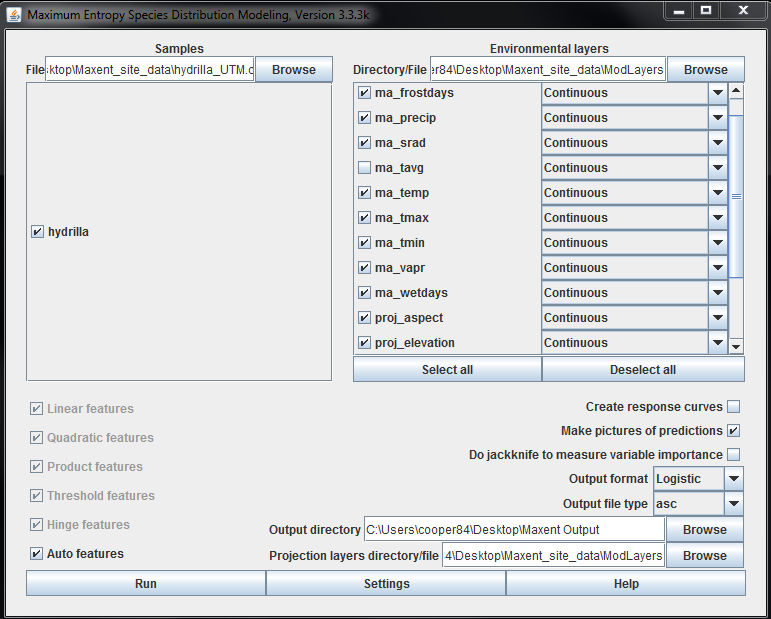 Maximum Entropy Species Distribution Modeling, Version 3.3.3k
Samples
File ktop\Maxent_site_data\hydrilla_UTM.c Browse
hydrilla
Environmental layers
Directory/File er84\Desktop\Maxent_site_data\ModLayers Browse
ma_frostdays Continuous
ma_precip Continuous
ma_srad Continuous
ma_tavg Continuous
ma_temp Continuous
ma_tmax Continuous
ma_tmin Continuous
ma_vapr Continuous
ma_wetdays Continuous
proj_aspect Continuous
proj_elevation Continuous
Select all Deselect all
Linear features
Quadratic features
Product features
Threshold features
Hinge features
Auto features
Create response curves
Make pictures of predictions
Do jackknife to measure variable importance
Output format Logistic
Output file type asc
Output directory C:\Users\cooper84\Desktop\Maxent Output Browse
Projection layers directory/file 4\Desktop\Maxent_site_data\ModLayers Browse
Run Settings Help